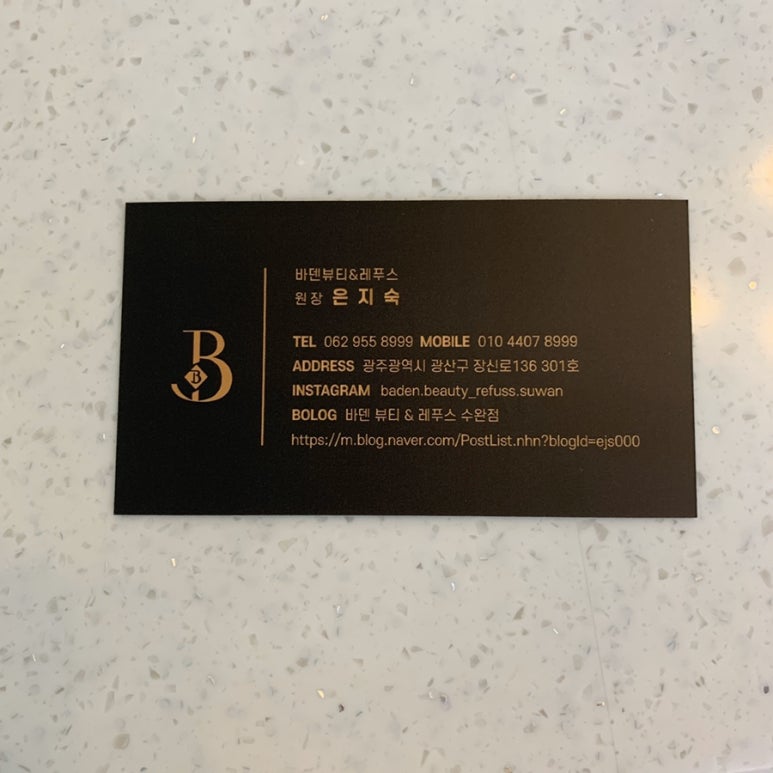 B
B
바덴뷰티&레푸스
원장 은지숙
TEL 062 955 8999 MOBILE 010 4407 8999
ADDRESS 광주광역시 광산구 장신로136 301호
INSTAGRAM baden.beauty_refuss.suwan
BOLOG 바덴 뷰티 & 레푸스 수완점
https://m.blog.naver.com/PostList.nhn?blogId=ejs000